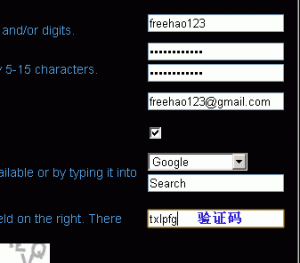 freehao123
and/or digits.
••••••••••••
5-15 characters.
••••••••••••
freehao123@gmail.com
Google
ailable or by typing it into
Search
eld on the right. There
txlpfg 验证码